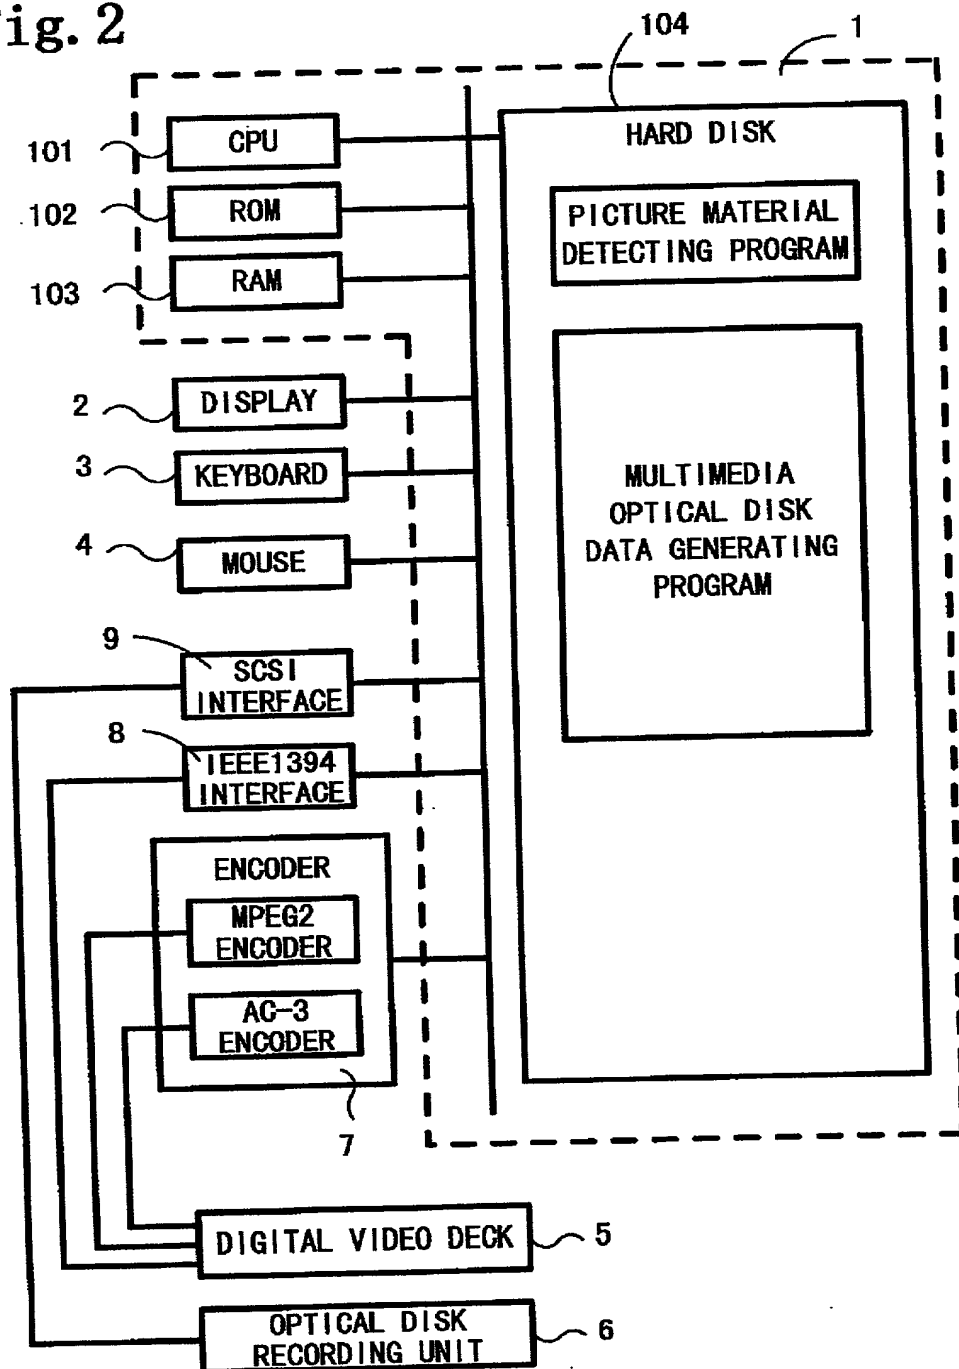 ig. 2
104
1
101
CPU
HARD DISK
102
ROM
PICTURE MATERIAL
DETECTING PROGRAM
103
RAM
2
DISPLAY
3
KEYBOARD
MULTIMEDIA
OPTICAL DISK
DATA GENERATING
PROGRAM
4
MOUSE
9
SCSI
INTERFACE
8
IEEE1394
INTERFACE
ENCODER
MPEG2
ENCODER
AC-3
ENCODER
7
DIGITAL VIDEO DECK
5
OPTICAL DISK
RECORDING UNIT
6